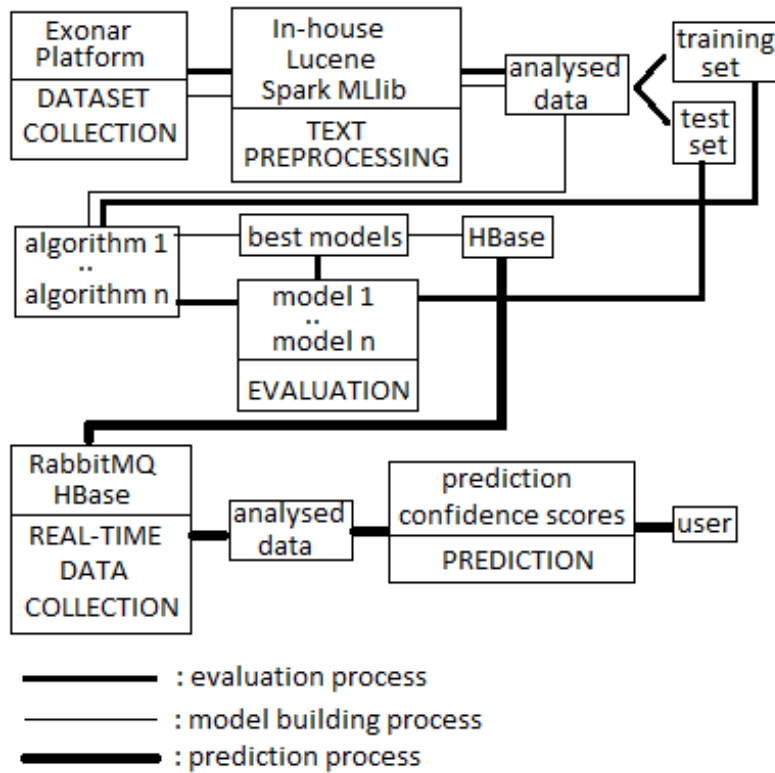 Exonar
Platform
DATASET
COLLECTION
In-house
Lucene
Spark MLlib
TEXT
PREPROCESSING
analysed
data
training
set
test
set
algorithm 1
..
algorithm n
best models
HBase
model 1
..
model n
EVALUATION
RabbitMQ
HBase
REAL-TIME
DATA
COLLECTION
analysed
data
prediction
confidence scores
PREDICTION
user
: evaluation process
: model building process
: prediction process